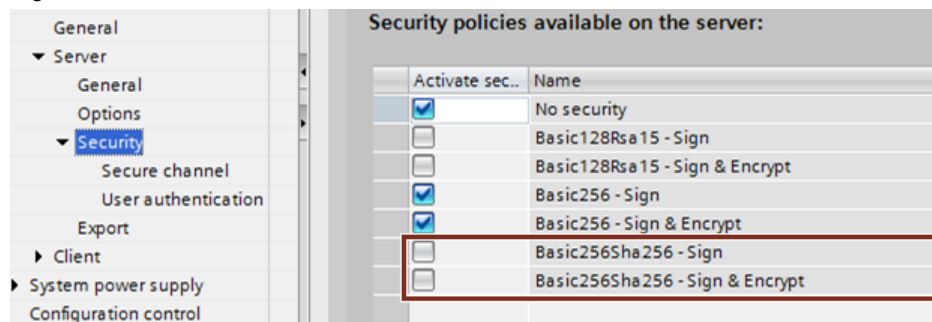 General
Server
General
Options
Security
Secure channel
User authentication
Export
Client
System power supply
Configuration control
Security policies available on the server:
Activate sec.. Name
No security
Basic128Rsa15 - Sign
Basic128Rsa15 - Sign & Encrypt
Basic256 - Sign
Basic256 - Sign & Encrypt
Basic256Sha256 - Sign
Basic256Sha256 - Sign & Encrypt